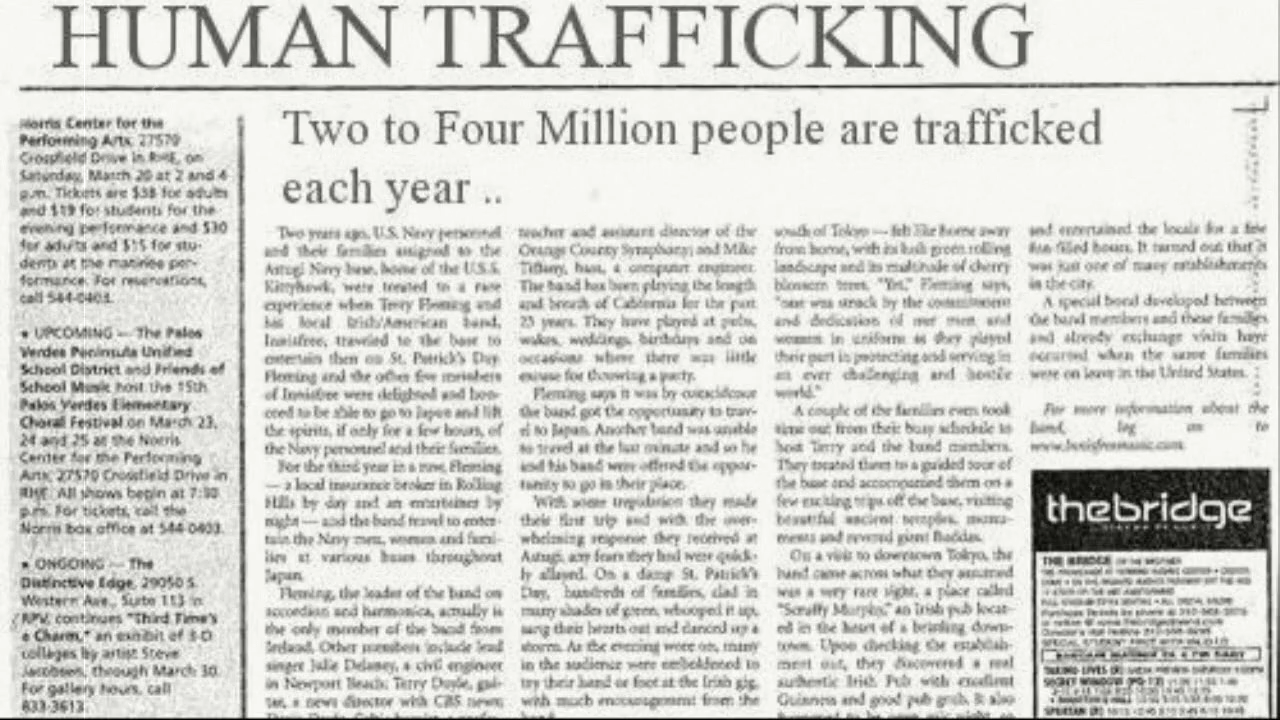 HUMAN TRAFFICKING
Two to Four Million people are trafficked
each year ..
Norris Center for the
Performing Arts, 27570
Crossfield Drive in RHE, on
Saturday, March 20 at 2 and 4
p.m. Tickets are $38 for adults
and $19 for students for the
evening performance and $30
for adults and $15 for stu-
dents at the matinee per-
formance. For reservations,
call 544-0403.
• UPCOMING — The Palos
Verdes Peninsula Unified
School District and Friends of
School Music host the 15th
Palos Verdes Elementary
Choral Festival on March 23,
24 and 25 at the Norris
Center for the Performing
Arts, 27570 Crossfield Drive in
RHE. All shows begin at 7:30
p.m. For tickets, call the
Norris box office at 544-0403.
• ONGOING — The
Distinctive Edge, 29050 S.
Western Ave., Suite 113 in
RPV, continues "Third Time's
a Charm," an exhibit of 3-D
collages by artist Steve
Jacobsen, through March 30.
For gallery hours, call
833-3613.
Two years ago, U.S. Navy personnel
and their families assigned to the
Atsugi Navy base, home of the U.S.S.
Kittyhawk, were treated to a rare
experience when Terry Fleming and
his local Irish/American band,
Innisfree, traveled to the base to
entertain then on St. Patrick's Day.
Fleming and the other five members
of Innisfree were delighted and hon-
ored to be able to go to Japan and lift
the spirits, if only for a few hours, of
the Navy personnel and their families.
For the third year in a row, Fleming
— a local insurance broker in Rolling
Hills by day and an entertainer by
night — and the band travel to enter-
tain the Navy men, women and fami-
lies at various bases throughout
Japan.
Fleming, the leader of the band on
accordion and harmonica, actually is
the only member of the band from
Ireland. Other members include lead
singer Julie Delaney, a civil engineer
in Newport Beach; Terry Doyle, gui-
tar, a news director with CBS news;
teacher and assistant director of the
Orange County Symphany; and Mike
Tiffany, bass, a computer engineer.
The band has been playing the length
and breath of California for the past
25 years. They have played at pubs,
wakes, weddings, birthdays and on
occasions where there was little
excuse for throwing a party.
Fleming says it was by coincidence
the band got the opportunity to trav-
el to Japan. Another band was unable
to travel at the last minute and so he
and his band were offered the oppor-
tunity to go in their place.
With some trepidation they made
their first trip and with the over-
whelming response they received at
Atsugi, any fears they had were quick-
ly allayed. On a damp St. Patrick's
Day, hundreds of families, clad in
many shades of green, whooped it up,
sang their hearts out and danced up a
storm. As the evening wore on, many
in the audience were emboldened to
try their hand or foot at the Irish gig,
with much encouragement from the
south of Tokyo — felt like home away
from home, with its lush green rolling
landscape and its multitude of cherry
blossom trees. "Yet," Fleming says,
"one was struck by the commitment
and dedication of our men and
women in uniform as they played
their part in protecting and serving in
an ever challenging and hostile
world."
A couple of the families even took
time out from their busy schedule to
host Terry and the band members.
They treated them to a guided tour of
the base and accompanied them on a
few exciting trips off the base, visiting
beautiful ancient temples, monu-
ments and revered giant Buddas.
On a visit to downtown Tokyo, the
band came across what they assumed
was a very rare sight, a place called
"Scruffy Murphy," an Irish pub locat-
ed in the heart of a bristling down-
town. Upon checking the establish-
ment out, they discovered a real
authentic Irish Pub with excellent
Guinness and good pub grub. It also
and entertained the locals for a few
fun filled hours. It turned out that it
was just one of many establishments
in the city.
A special bond developed between
the band members and these families
and already exchange visits have
occurred when the same families
were on leave in the United States.
For more information about the
band, log on to
thebridge
THE BRIDGE
TAKING LIVES (R)
SECRET WINDOW (PG-13)
SPARTAN (R)